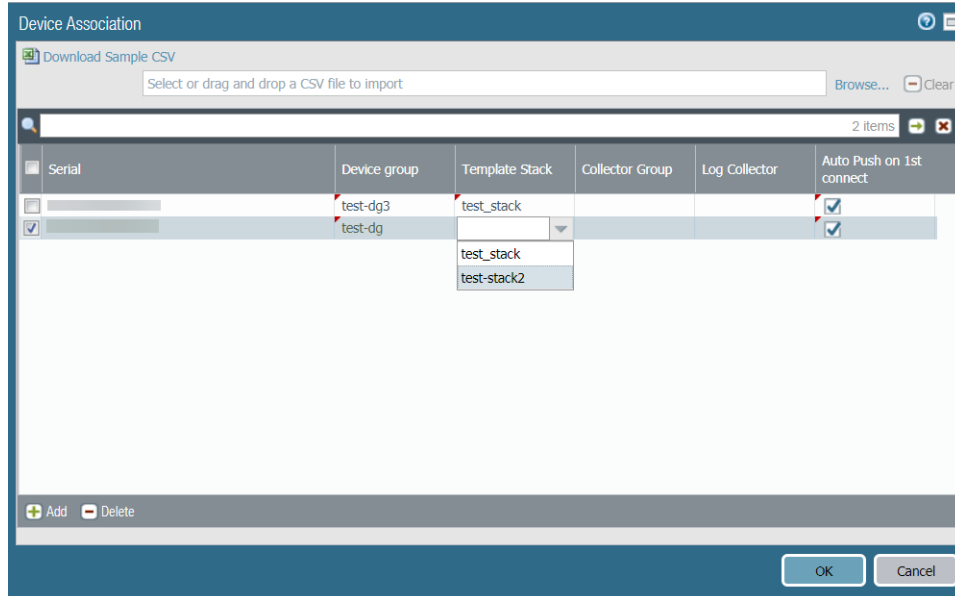 Device Association
Download Sample CSV
Select or drag and drop a CSV file to import
Browse... Clear
2 items
Serial Device group Template Stack Collector Group Log Collector Auto Push on 1st
connect
test-dg3 test_stack
test-dg
test_stack
test-stack2
Add Delete
OK Cancel